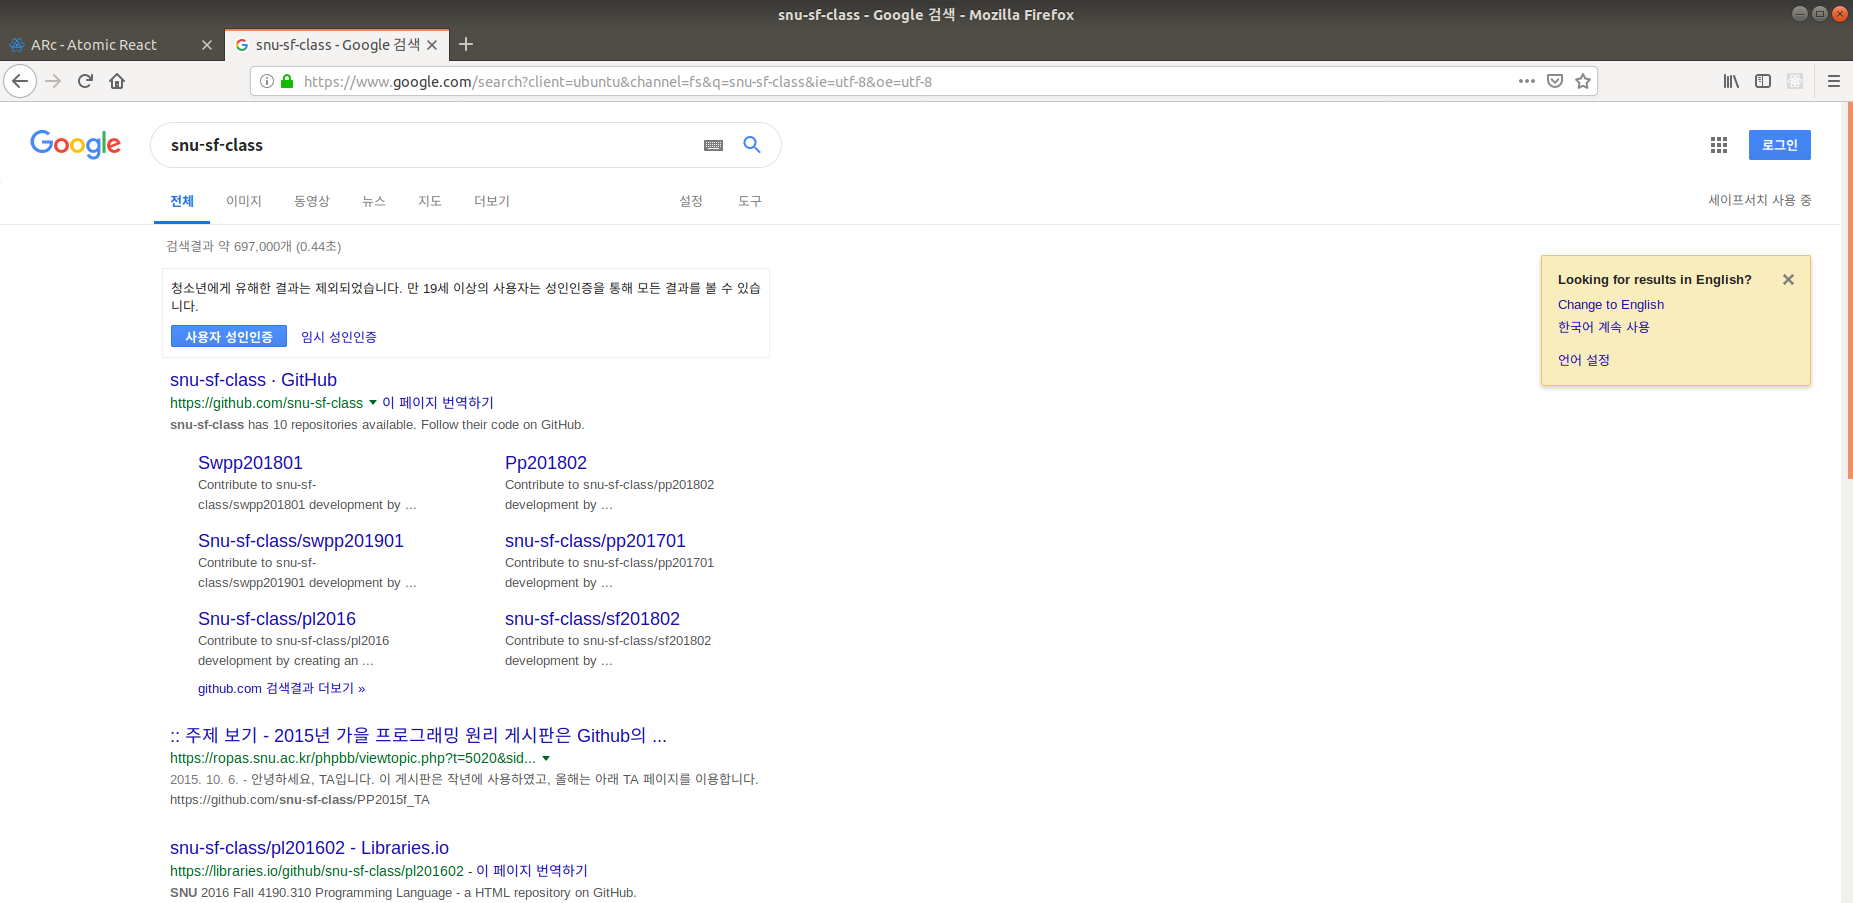 snu-sf-class - Google 검색 - Mozilla Firefox
ARc - Atomic React
snu-sf-class - Google 검색
https://www.google.com/search?client=ubuntu&channel=fs&q=snu-sf-class&ie=utf-8&oe=utf-8
Google
snu-sf-class
로그인
전체 이미지 동영상 뉴스 지도 더보기 설정 도구
세이프서치 사용 중
검색결과 약 697,000개 (0.44초)
청소년에게 유해한 결과는 제외되었습니다. 만 19세 이상의 사용자는 성인인증을 통해 모든 결과를 볼 수 있습
니다.
사용자 성인인증 임시 성인인증
Looking for results in English?
Change to English
한국어 계속 사용
언어 설정
snu-sf-class · GitHub
https://github.com/snu-sf-class 이 페이지 번역하기
snu-sf-class has 10 repositories available. Follow their code on GitHub.
Swpp201801
Contribute to snu-sf-
class/swpp201801 development by ...
Pp201802
Contribute to snu-sf-class/pp201802
development by ...
Snu-sf-class/swpp201901
Contribute to snu-sf-
class/swpp201901 development by ...
snu-sf-class/pp201701
Contribute to snu-sf-class/pp201701
development by ...
Snu-sf-class/pl2016
Contribute to snu-sf-class/pl2016
development by creating an ...
snu-sf-class/sf201802
Contribute to snu-sf-class/sf201802
development by ...
github.com 검색결과 더보기 »
:: 주제 보기 - 2015년 가을 프로그래밍 원리 게시판은 Github의 ...
https://ropas.snu.ac.kr/phpbb/viewtopic.php?t=5020&sid...
2015. 10. 6. - 안녕하세요, TA입니다. 이 게시판은 작년에 사용하였고, 올해는 아래 TA 페이지를 이용합니다.
https://github.com/snu-sf-class/PP2015f_TA
snu-sf-class/pl201602 - Libraries.io
https://libraries.io/github/snu-sf-class/pl201602 - 이 페이지 번역하기
SNU 2016 Fall 4190.310 Programming Language - a HTML repository on GitHub.